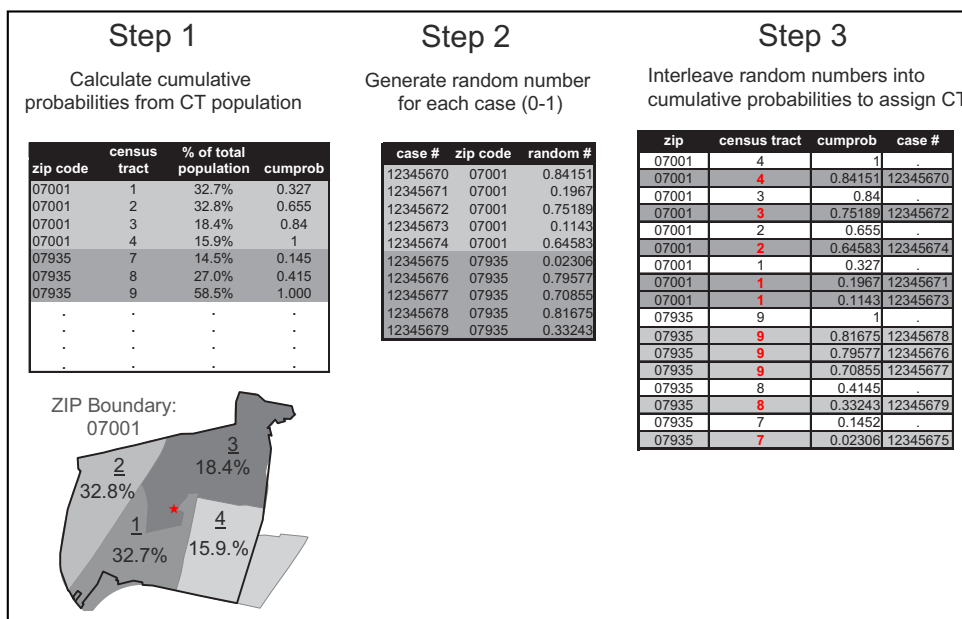 Step 1
Calculate cumulative
probabilities from CT population
zip code census tract % of total population cumprob
07001 1 32.7% 0.327
07001 2 32.8% 0.655
07001 3 18.4% 0.84
07001 4 15.9% 1
07935 7 14.5% 0.145
07935 8 27.0% 0.415
07935 9 58.5% 1.000
. . . .
. . . .
. . . .
. . . .
ZIP Boundary:
07001
2
32.8%
3
18.4%
1
32.7%
4
15.9.%
Step 2
Generate random number
for each case (0-1)
case # zip code random #
12345670 07001 0.84151
12345671 07001 0.1967
12345672 07001 0.75189
12345673 07001 0.1143
12345674 07001 0.64583
12345675 07935 0.02306
12345676 07935 0.79577
12345677 07935 0.70855
12345678 07935 0.81675
12345679 07935 0.33243
Step 3
Interleave random numbers into
cumulative probabilities to assign CT
zip census tract cumprob case #
07001 4 1 .
07001 4 0.84151 12345670
07001 3 0.84 .
07001 3 0.75189 12345672
07001 2 0.655 .
07001 2 0.64583 12345674
07001 1 0.327 .
07001 1 0.1967 12345671
07001 1 0.1143 12345673
07935 9 1 .
07935 9 0.81675 12345678
07935 9 0.79577 12345676
07935 9 0.70855 12345677
07935 8 0.4145 .
07935 8 0.33243 12345679
07935 7 0.1452 .
07935 7 0.02306 12345675